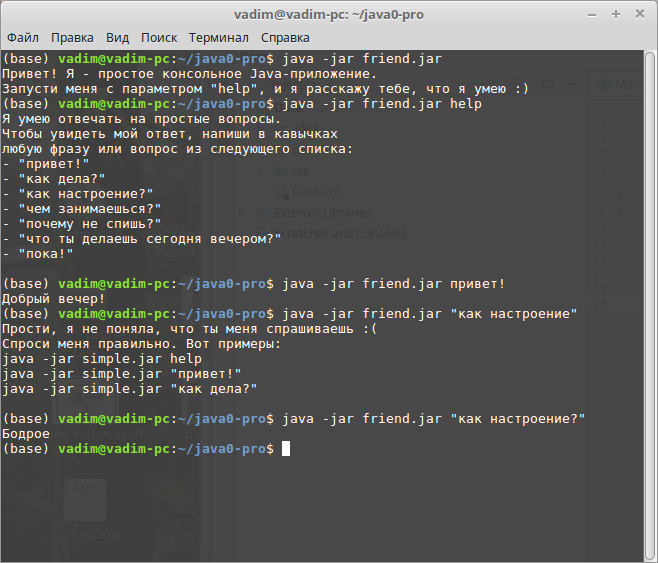 vadim@vadim-pc: ~/java0-pro
Файл Правка Вид Поиск Терминал Справка
(base) vadim@vadim-pc:~/java0-pro$ java -jar friend.jar
Привет! Я - простое консольное Java-приложение.
Запусти меня с параметром "help", и я расскажу тебе, что я умею :)
(base) vadim@vadim-pc:~/java0-pro$ java -jar friend.jar help
Я умею отвечать на простые вопросы.
Чтобы увидеть мой ответ, напиши в кавычках
любую фразу или вопрос из следующего списка:
- "привет!"
- "как дела?"
- "как настроение?"
- "чем занимаешься?"
- "почему не спишь?"
- "что ты делаешь сегодня вечером?"
- "пока!"
(base) vadim@vadim-pc:~/java0-pro$ java -jar friend.jar привет!
Добрый вечер!
(base) vadim@vadim-pc:~/java0-pro$ java -jar friend.jar "как настроение"
Прости, я не поняла, что ты меня спрашиваешь :(
Спроси меня правильно. Вот примеры:
java -jar simple.jar help
java -jar simple.jar "привет!"
java -jar simple.jar "как дела?"
(base) vadim@vadim-pc:~/java0-pro$ java -jar friend.jar "как настроение?"
Бодрое
(base) vadim@vadim-pc:~/java0-pro$
src
External Libraries
Scratches and Consoles
ABC